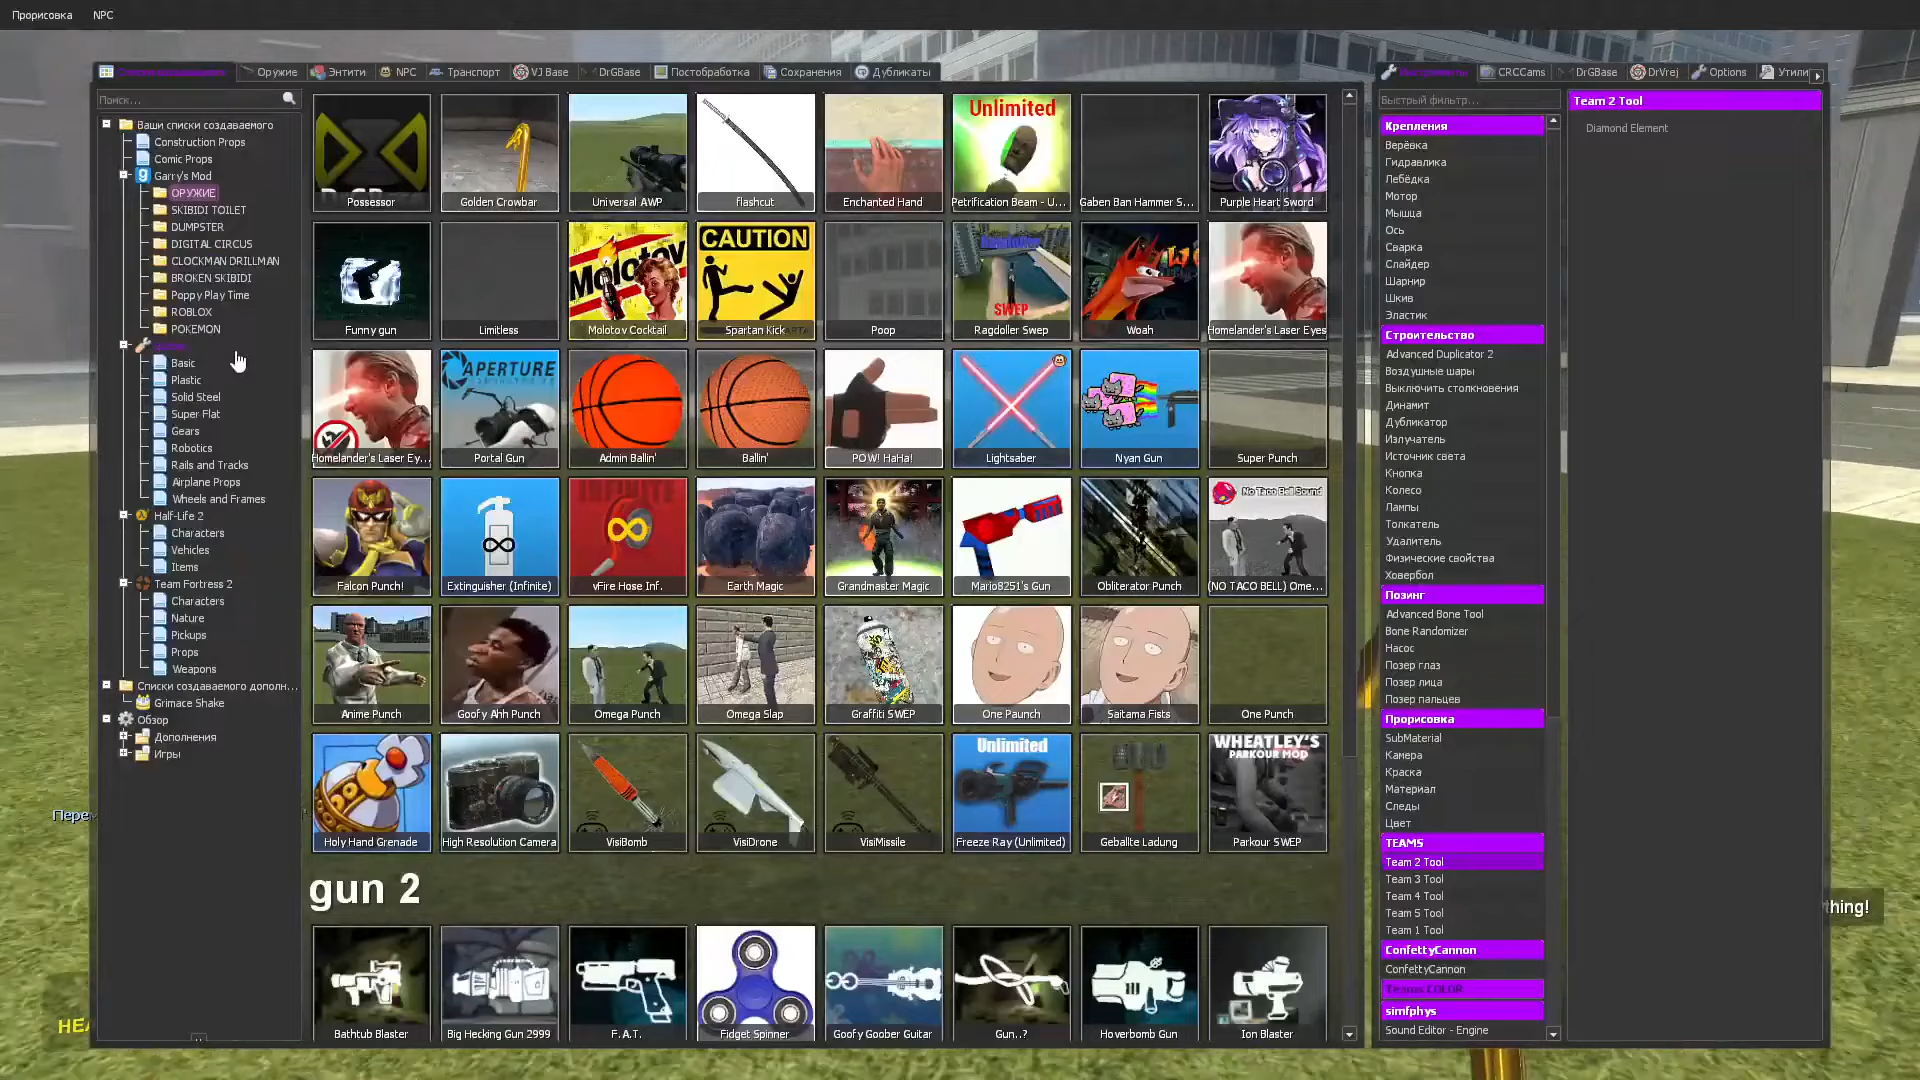 Прорисовка NPC
Оружие Энтити NPC Транспорт VJ Base DrGBase Постобработка Сохранения Дубликаты
Поиск...
Ваши списки создаваемого
Construction Props
Comic Props
Garry's Mod
ОРУЖИЕ
SKIBIDI TOILET
DUMPSTER
DIGITAL CIRCUS
CLOCKMAN DRILLMAN
BROKEN SKIBIDI
Poppy Play Time
ROBLOX
POKEMON
Basic
Plastic
Solid Steel
Super Flat
Gears
Robotics
Rails and Tracks
Airplane Props
Wheels and Frames
Half-Life 2
Characters
Vehicles
Items
Team Fortress 2
Characters
Nature
Pickups
Props
Weapons
Списки создаваемого дополн...
Grimace Shake
Обзор
Дополнения
Игры
Unlimited
Possessor Golden Crowbar Universal AWP flashcut Enchanted Hand Petrification Beam - U... Gaben Ban Hammer S... Purple Heart Sword
Molotov
CAUTION
SWEP
Funny gun Limitless Molotov Cocktail Spartan Kick Poop Ragdoller Swep Woah Homelander's Laser Eyes
APERTURE
Homelander's Laser Ey... Portal Gun Admin Ballin' Ballin' POW! HaHa! Lightsaber Nyan Gun Super Punch
No Taco Bell Sound
Falcon Punch! Extinguisher (Infinite) vFire Hose Inf. Earth Magic Grandmaster Magic Mario8251's Gun Obliterator Punch (NO TACO BELL) Ome...
Anime Punch Goofy Ahh Punch Omega Punch Omega Slap Graffiti SWEP One Paunch Saitama Fists One Punch
Unlimited
WHEATLEY'S
PARKOUR MOD
Holy Hand Grenade High Resolution Camera VisiBomb VisiDrone VisiMissile Freeze Ray (Unlimited) Geballte Ladung Parkour SWEP
gun 2
Bathtub Blaster Big Hecking Gun 2999 F.A.T. Fidget Spinner Goofy Goober Guitar Gun..? Hoverbomb Gun Ion Blaster
CRCCams DrGBase DrVrej Options Утили
Быстрый фильтр...
Крепления
Верёвка
Гидравлика
Лебёдка
Мотор
Мышца
Ось
Сварка
Слайдер
Шарнир
Шкив
Эластик
Строительство
Advanced Duplicator 2
Воздушные шары
Выключить столкновения
Динамит
Дубликатор
Излучатель
Источник света
Кнопка
Колесо
Лампы
Толкатель
Удалитель
Физические свойства
Ховербол
Позинг
Advanced Bone Tool
Bone Randomizer
Насос
Позер глаз
Позер лица
Позер пальцев
Прорисовка
SubMaterial
Камера
Краска
Материал
Следы
Цвет
TEAMS
Team 2 Tool
Team 3 Tool
Team 4 Tool
Team 5 Tool
Team 1 Tool
ConfettyCannon
ConfettyCannon
Teams COLOR
simfphys
Sound Editor - Engine
Team 2 Tool
Diamond Element
Пере
HEA
thing!